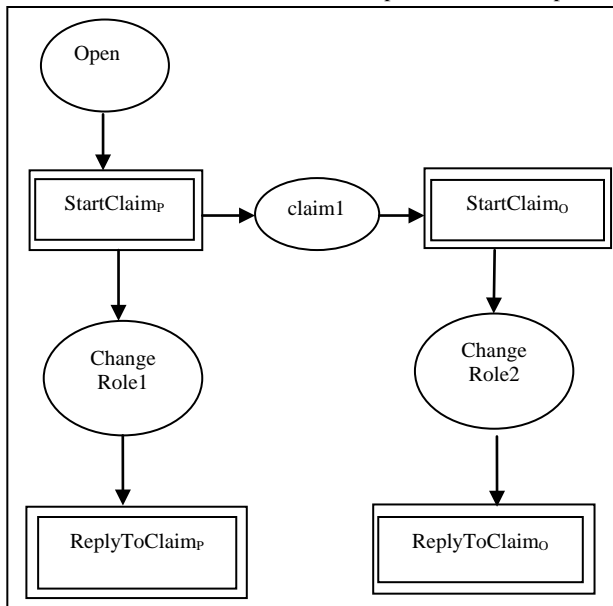 Open
StartClaimP
claim1
StartClaimO
Change
Role1
Change
Role2
ReplyToClaimP
ReplyToClaimO